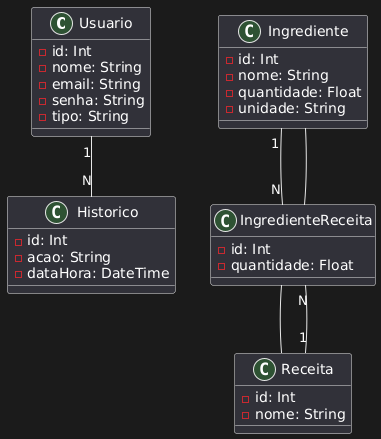 C Usuario
id: Int
nome: String
email: String
senha: String
tipo: String
1
N
C Historico
id: Int
acao: String
dataHora: DateTime
C Ingrediente
id: Int
nome: String
quantidade: Float
unidade: String
1
N
C IngredienteReceita
id: Int
quantidade: Float
N
1
C Receita
id: Int
nome: String